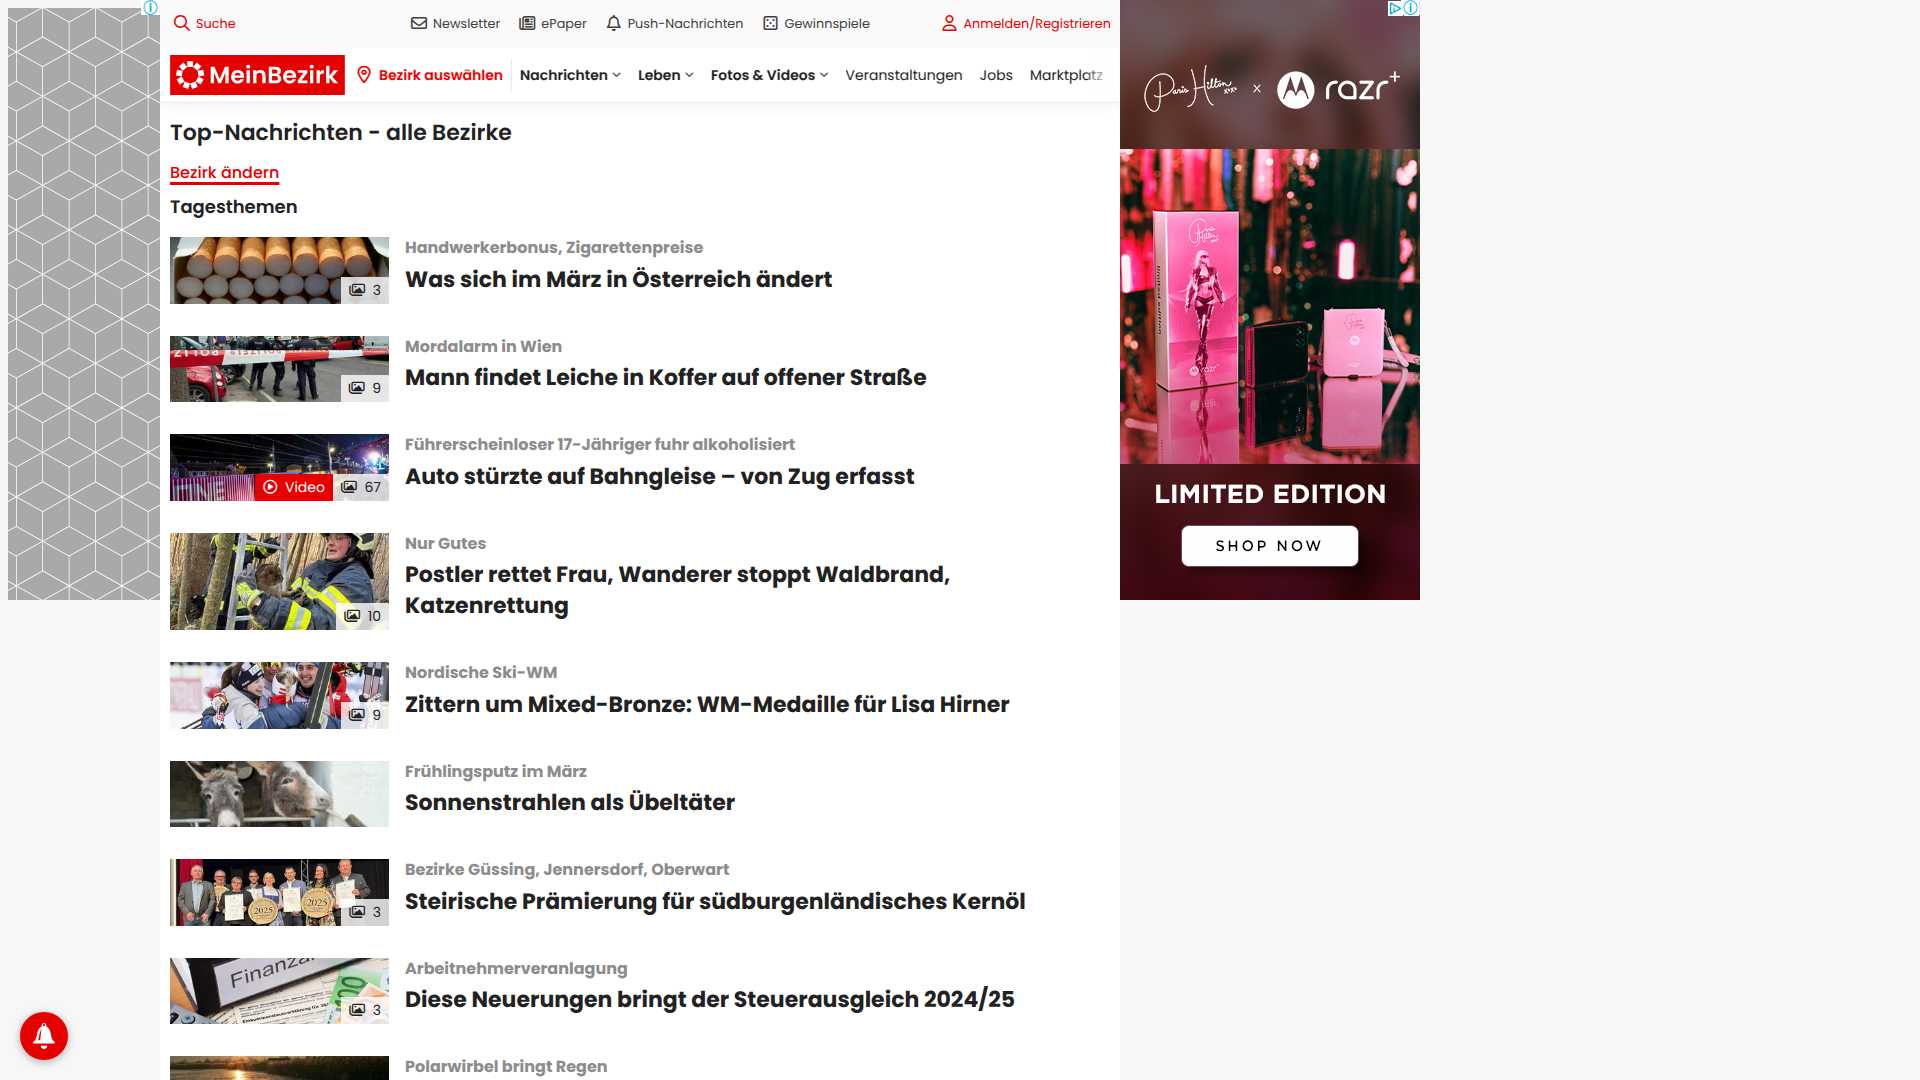 Suche
Newsletter
ePaper
Push-Nachrichten
Gewinnspiele
Anmelden/Registrieren
MeinBezirk
Bezirk auswählen
Nachrichten
Leben
Fotos & Videos
Veranstaltungen
Jobs
Marktplatz
Top-Nachrichten - alle Bezirke
Bezirk ändern
Tagesthemen
Handwerkerbonus, Zigarettenpreise
Was sich im März in Österreich ändert
3
Mordalarm in Wien
Mann findet Leiche in Koffer auf offener Straße
9
Führerscheinloser 17-Jähriger fuhr alkoholisiert
Auto stürzte auf Bahngleise – von Zug erfasst
Video
67
Nur Gutes
Postler rettet Frau, Wanderer stoppt Waldbrand,
Katzenrettung
10
Nordische Ski-WM
Zittern um Mixed-Bronze: WM-Medaille für Lisa Hirner
9
Frühlingsputz im März
Sonnenstrahlen als Übeltäter
Bezirke Güssing, Jennersdorf, Oberwart
Steirische Prämierung für südburgenländisches Kernöl
2025
2025
3
Arbeitnehmerveranlagung
Diese Neuerungen bringt der Steuerausgleich 2024/25
Finanza
100
3
Polarwirbel bringt Regen
Paris Hilton x razr+
razr
LIMITED EDITION
SHOP NOW